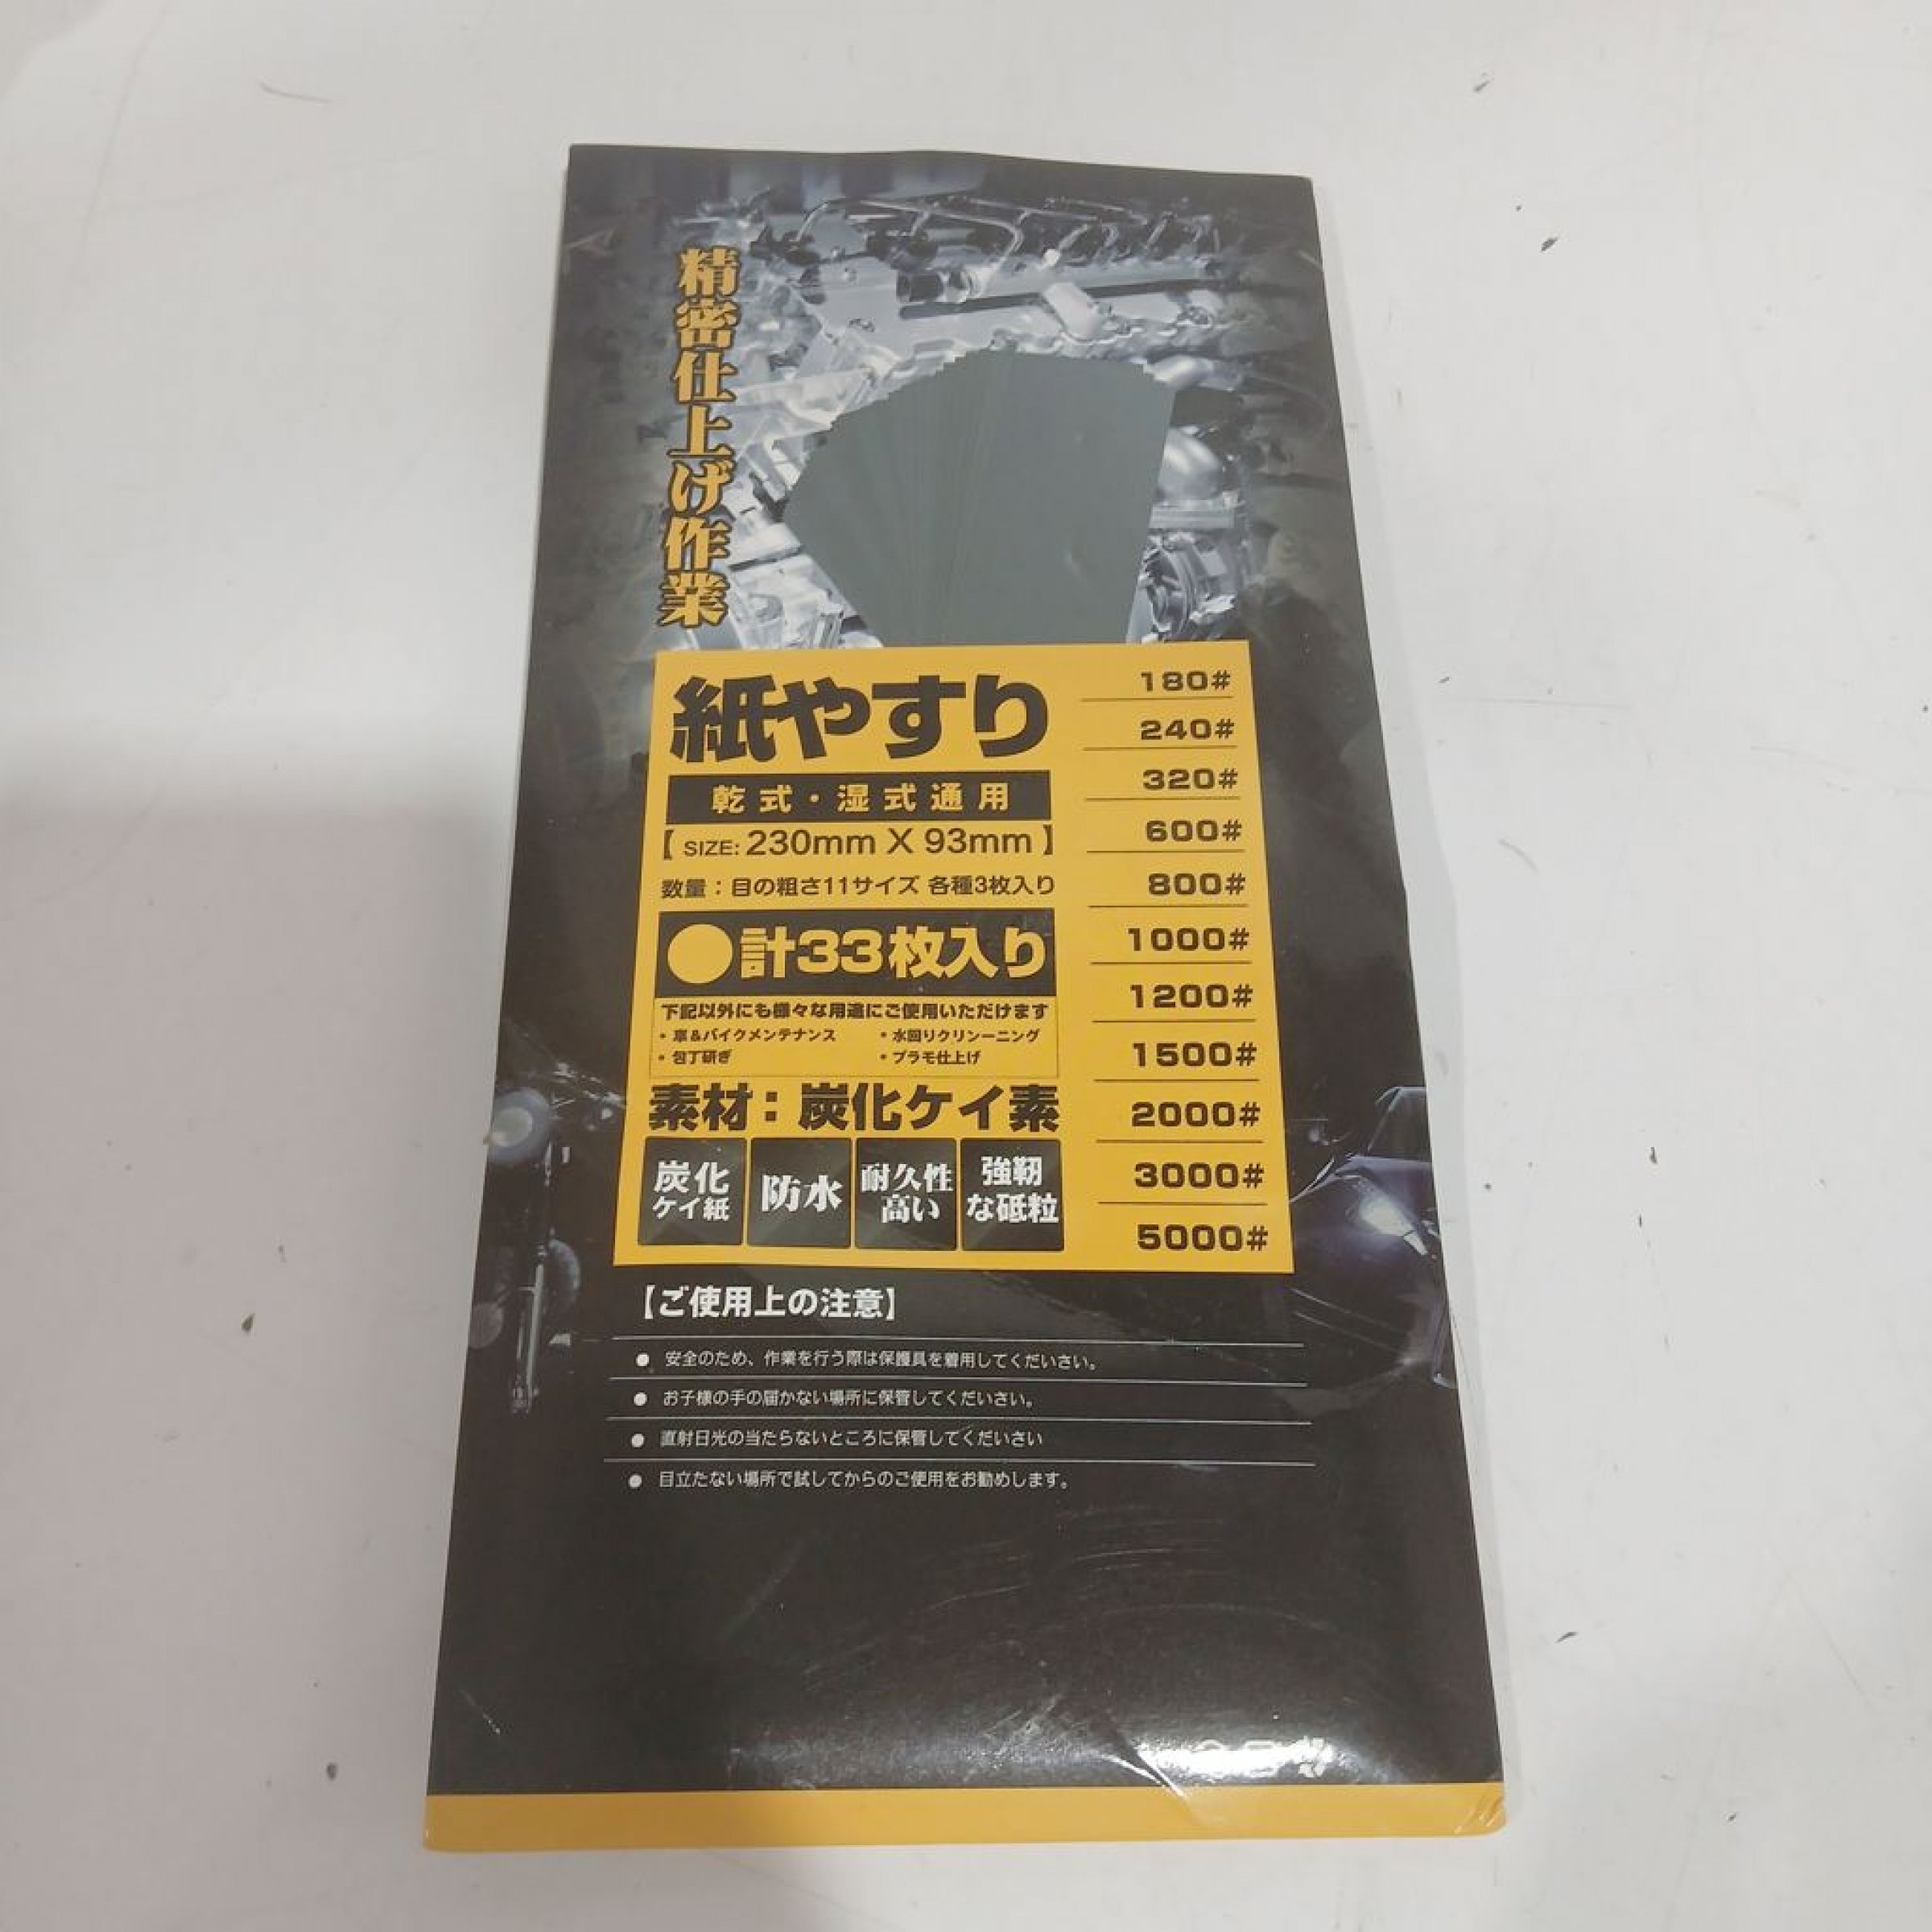 精密仕上げ作業
紙やすり
乾式・湿式通用
【 SIZE: 230mm X 93mm 】
数量：目の粗さ11サイズ 各種3枚入り
●計33枚入り
下記以外にも様々な用途にご使用いただけます
・車&バイクメンテナンス
・水回りクリンーニング
・包丁研ぎ
・プラモ仕上げ
素材：炭化ケイ素
炭化
ケイ紙
防水
耐久性
高い
強靭
な砥粒
180#
240#
320#
600#
800#
1000#
1200#
1500#
2000#
3000#
5000#
【ご使用上の注意】
● 安全のため、作業を行う際は保護具を着用してくだいさい。
● お子様の手の届かない場所に保管してくだいさい。
● 直射日光の当たらないところに保管してくだいさい
● 目立たない場所で試してからのご使用をお勧めします。